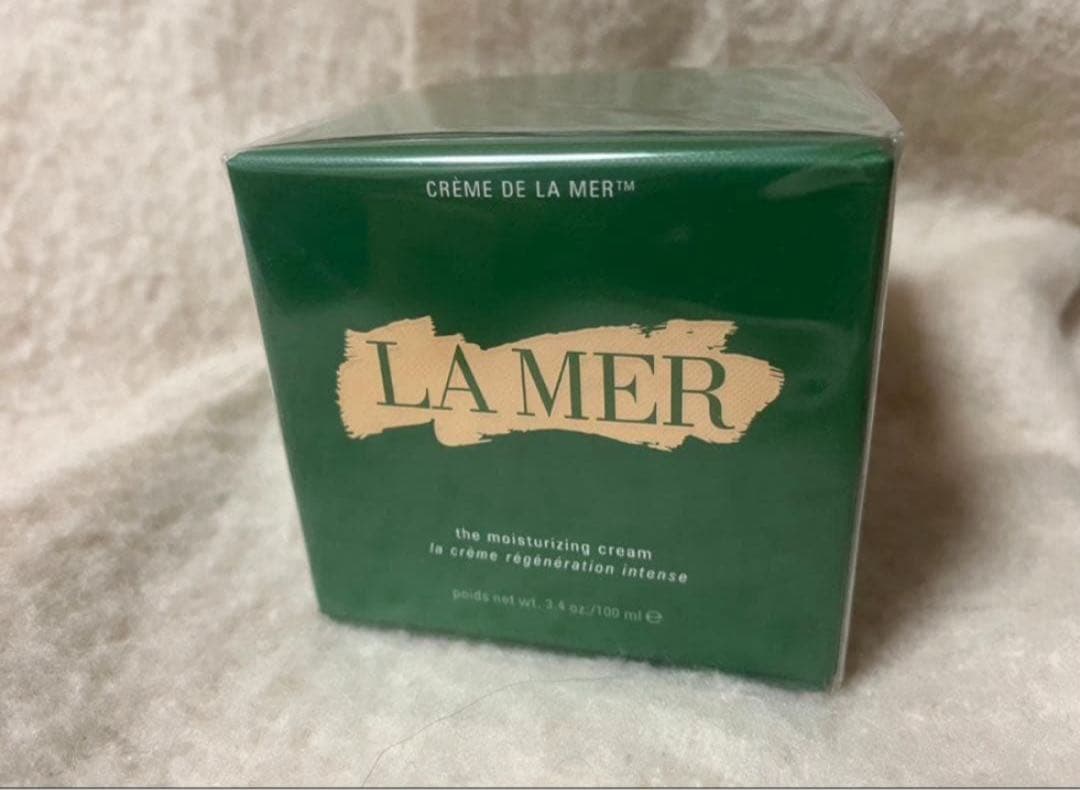 CRÈME DE LA MER™
LA MER
the moisturizing cream
la crème régénération intense
poids net wt. 3.4 oz./100 ml ℮